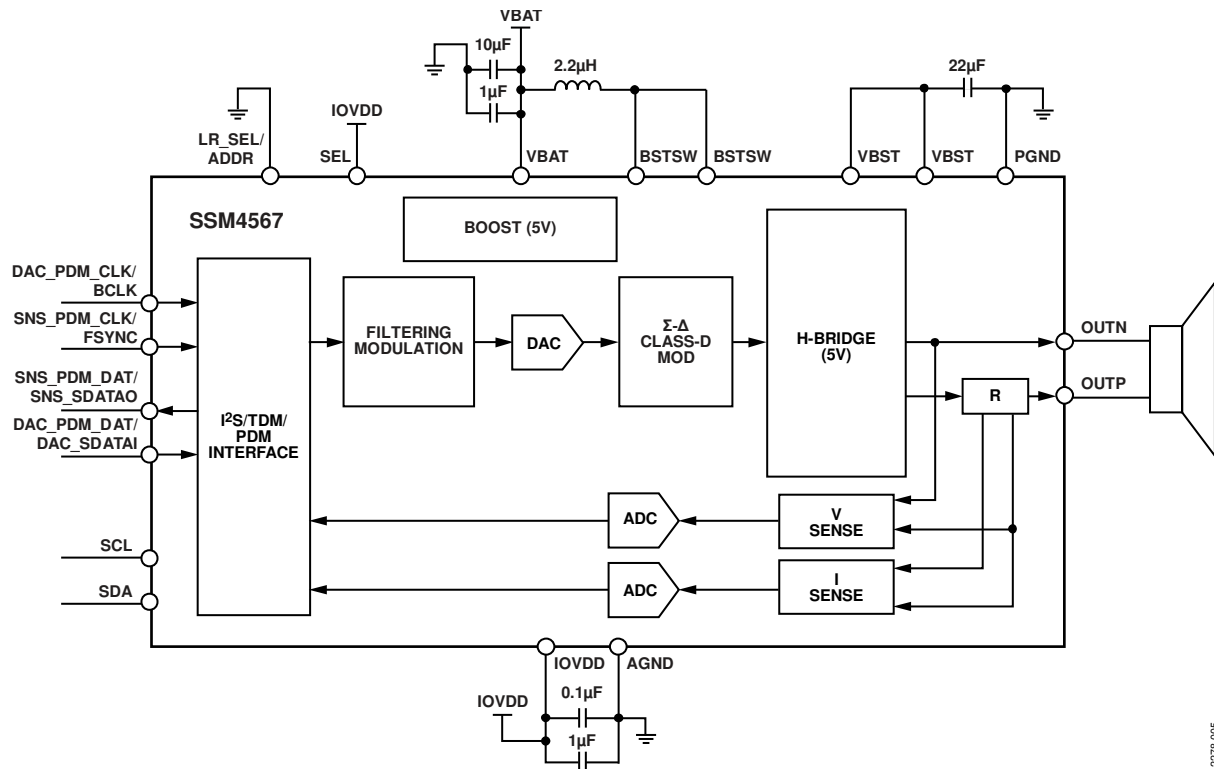 VBAT
10µF
1µF
2.2µH
22µF
LR_SEL/
ADDR
IOVDD
SEL
VBAT
BSTSW
BSTSW
VBST
VBST
PGND
SSM4567
BOOST (5V)
DAC_PDM_CLK/
BCLK
SNS_PDM_CLK/
FSYNC
SNS_PDM_DAT/
SNS_SDATAO
DAC_PDM_DAT/
DAC_SDATAI
SCL
SDA
I²S/TDM/
PDM
INTERFACE
FILTERING
MODULATION
DAC
Σ-Δ
CLASS-D
MOD
H-BRIDGE
(5V)
R
OUTN
OUTP
ADC
V
SENSE
ADC
I
SENSE
IOVDD
AGND
IOVDD
0.1µF
1µF